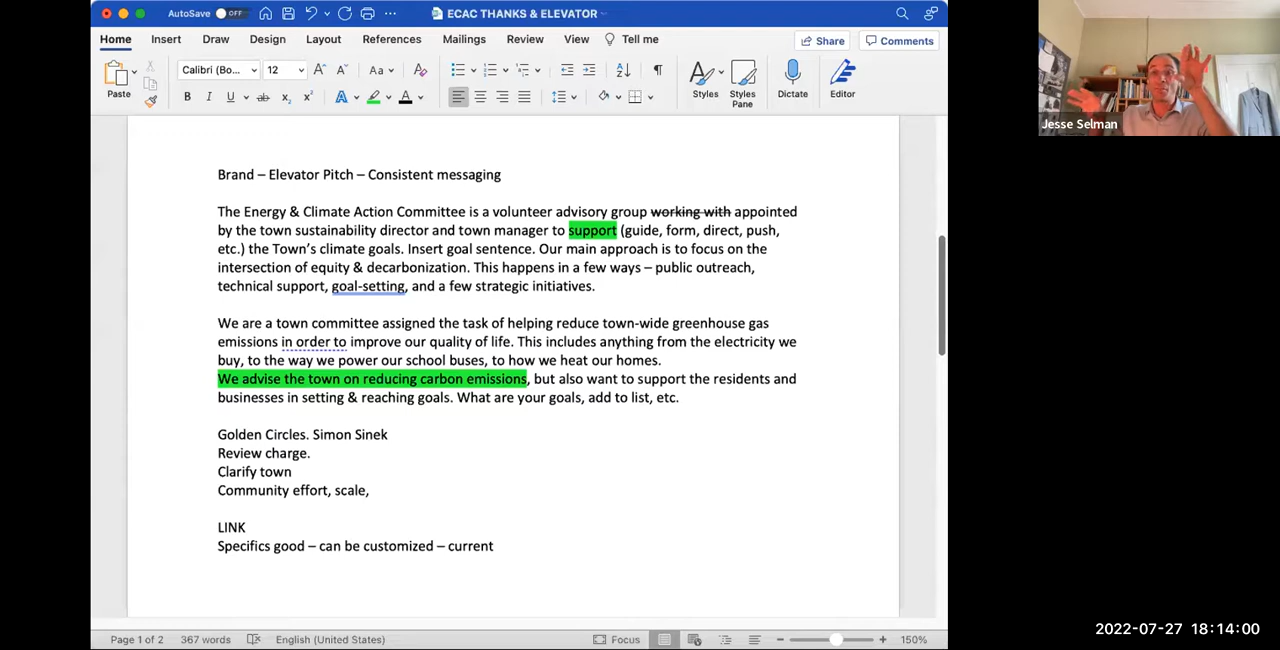 AutoSave OFF ECAC THANKS & ELEVATOR
Home Insert Draw Design Layout References Mailings Review View Tell me Share Comments
Paste Calibri (Bo... 12 Styles Styles Pane Dictate Editor
Brand – Elevator Pitch – Consistent messaging
The Energy & Climate Action Committee is a volunteer advisory group working with appointed
by the town sustainability director and town manager to support (guide, form, direct, push,
etc.) the Town's climate goals. Insert goal sentence. Our main approach is to focus on the
intersection of equity & decarbonization. This happens in a few ways – public outreach,
technical support, goal-setting, and a few strategic initiatives.
We are a town committee assigned the task of helping reduce town-wide greenhouse gas
emissions in order to improve our quality of life. This includes anything from the electricity we
buy, to the way we power our school buses, to how we heat our homes.
We advise the town on reducing carbon emissions, but also want to support the residents and
businesses in setting & reaching goals. What are your goals, add to list, etc.
Golden Circles. Simon Sinek
Review charge.
Clarify town
Community effort, scale,
LINK
Specifics good – can be customized – current
Page 1 of 2 367 words English (United States) Focus 150%
Jesse Selman
2022-07-27 18:14:00